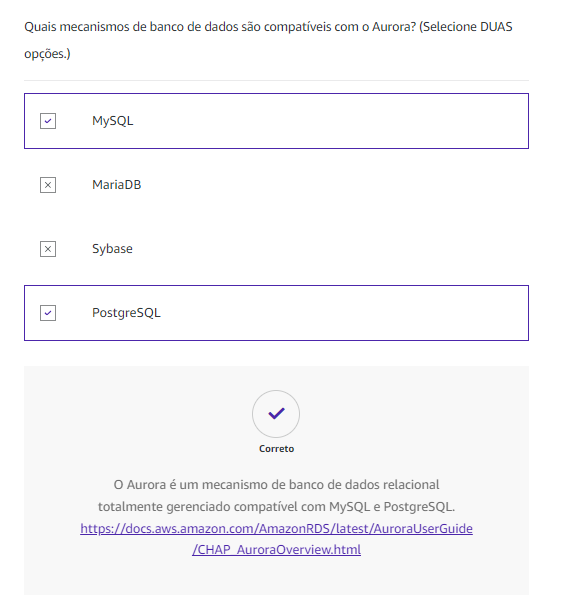 Quais mecanismos de banco de dados são compatíveis com o Aurora? (Selecione DUAS
opções.)
MySQL
MariaDB
Sybase
PostgreSQL
Correto
O Aurora é um mecanismo de banco de dados relacional
totalmente gerenciado compatível com MySQL e PostgreSQL.
https://docs.aws.amazon.com/AmazonRDS/latest/AuroraUserGuide
/CHAP_AuroraOverview.html